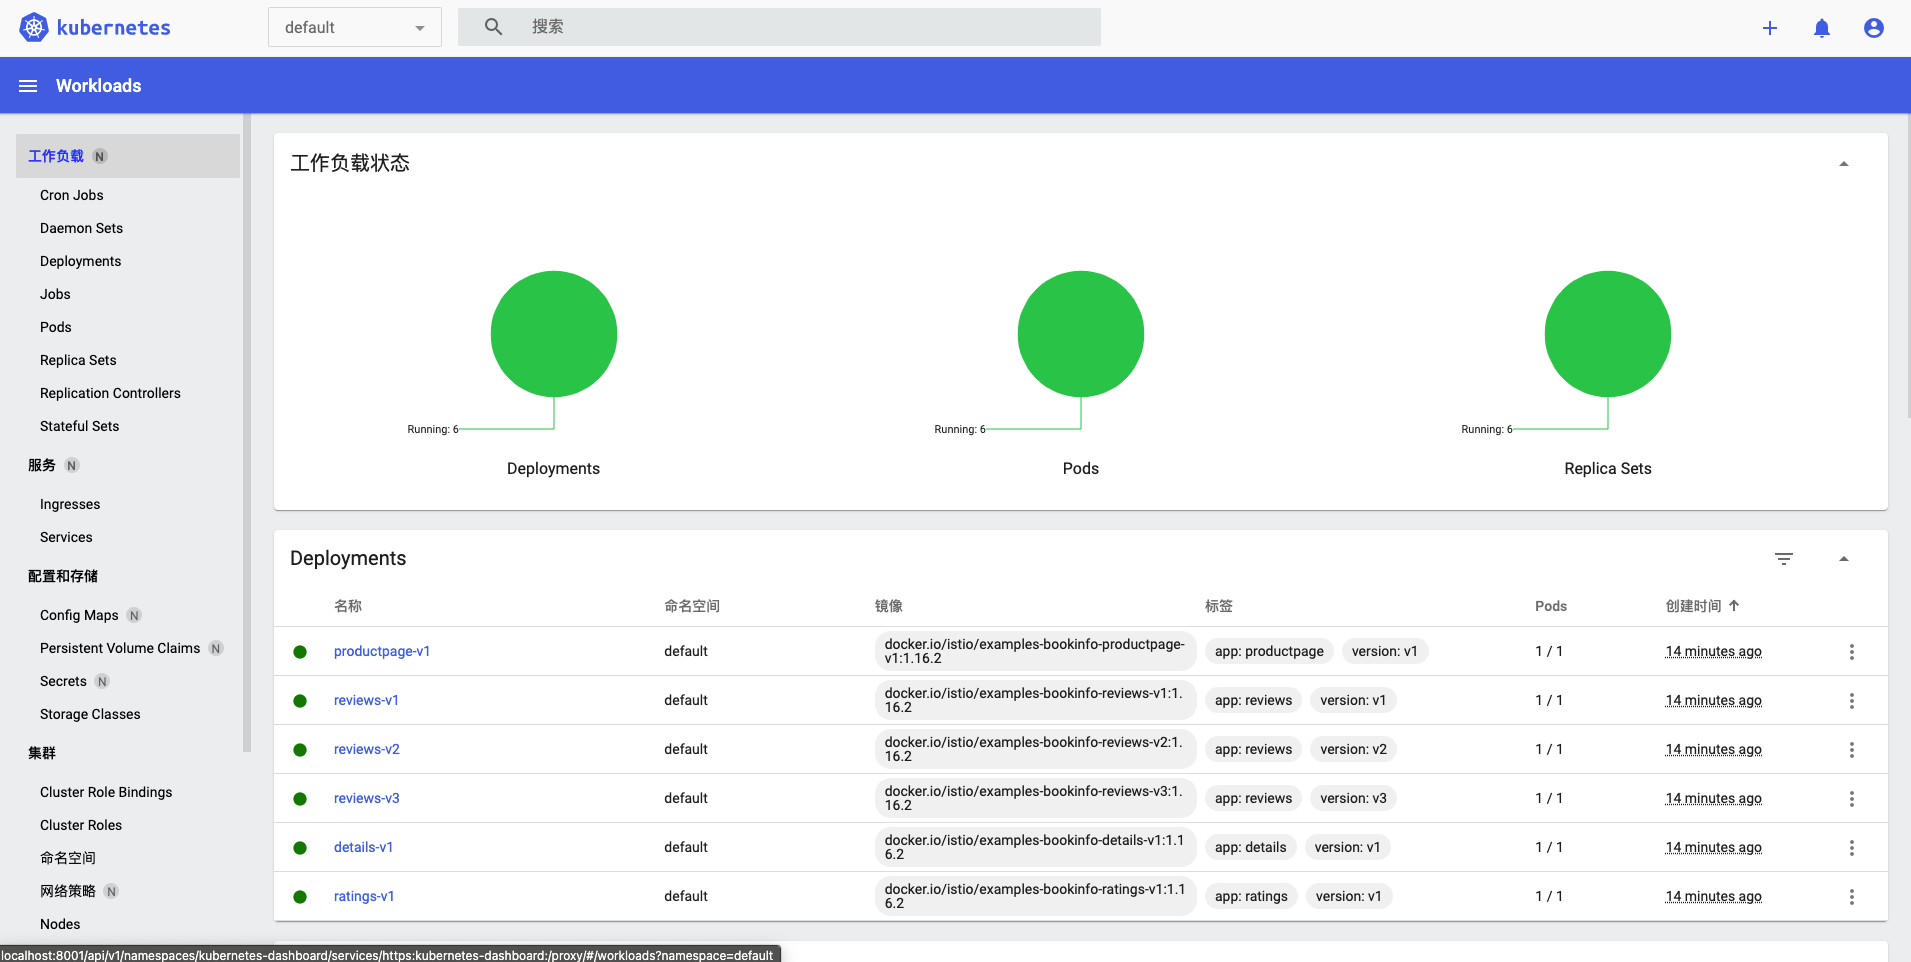 kubernetes
default
搜索
Workloads
工作负载 N
Cron Jobs
Daemon Sets
Deployments
Jobs
Pods
Replica Sets
Replication Controllers
Stateful Sets
服务 N
Ingresses
Services
配置和存储
Config Maps N
Persistent Volume Claims N
Secrets N
Storage Classes
集群
Cluster Role Bindings
Cluster Roles
命名空间
网络策略 N
Nodes
工作负载状态
Running: 6
Deployments
Running: 6
Pods
Running: 6
Replica Sets
Deployments
名称 命名空间 镜像 标签 Pods 创建时间
productpage-v1 default docker.io/istio/examples-bookinfo-productpage-
v1:1.16.2 app: productpage version: v1 1 / 1 14 minutes ago
reviews-v1 default docker.io/istio/examples-bookinfo-reviews-v1:1.
16.2 app: reviews version: v1 1 / 1 14 minutes ago
reviews-v2 default docker.io/istio/examples-bookinfo-reviews-v2:1.
16.2 app: reviews version: v2 1 / 1 14 minutes ago
reviews-v3 default docker.io/istio/examples-bookinfo-reviews-v3:1.
16.2 app: reviews version: v3 1 / 1 14 minutes ago
details-v1 default docker.io/istio/examples-bookinfo-details-v1:1.1
6.2 app: details version: v1 1 / 1 14 minutes ago
ratings-v1 default docker.io/istio/examples-bookinfo-ratings-v1:1.1
6.2 app: ratings version: v1 1 / 1 14 minutes ago
localhost:8001/api/v1/namespaces/kubernetes-dashboard/services/https:kubernetes-dashboard:/proxy/#/workloads?namespace=default